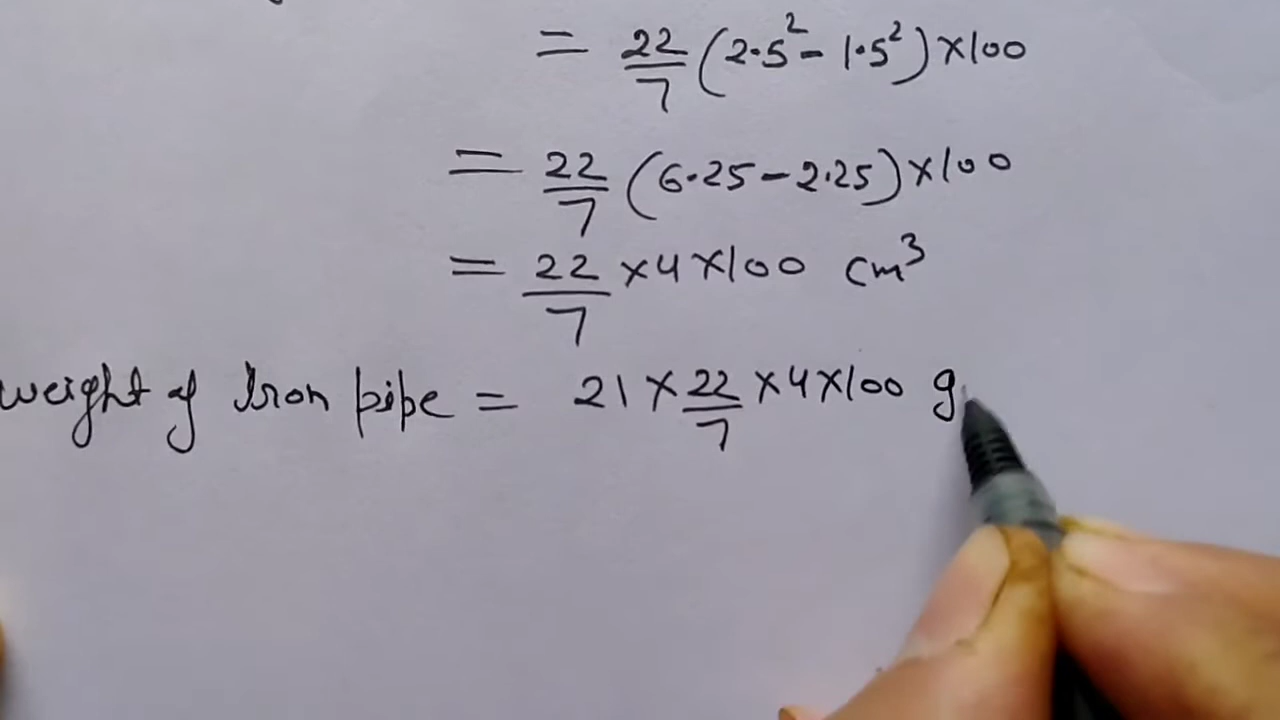 = 22/7 (2.5² - 1.5²) × 100
= 22/7 (6.25 - 2.25) × 100
= 22/7 × 4 × 100 cm³
weight of Iron pipe = 21 × 22/7 × 4 × 100 g